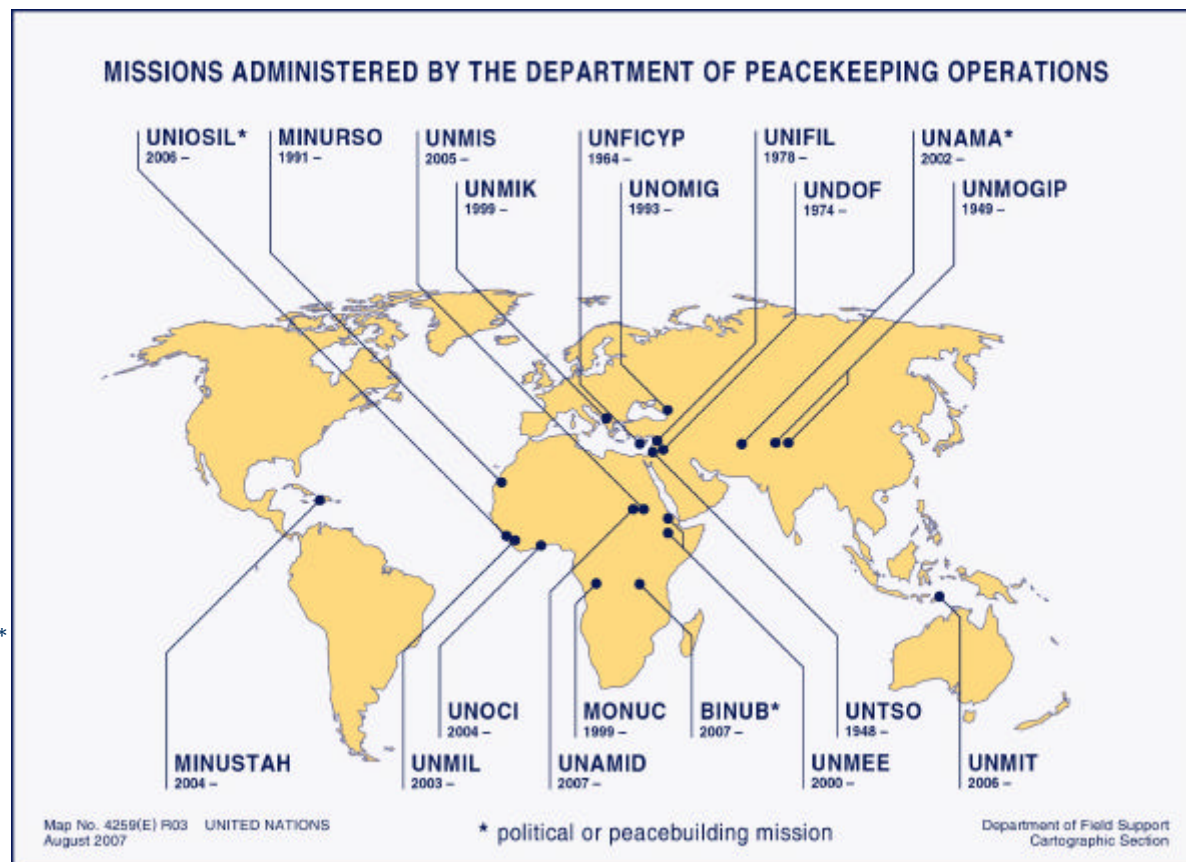 MISSIONS ADMINISTERED BY THE DEPARTMENT OF PEACEKEEPING OPERATIONS
UNIOSIL*
2006 –
MINURSO
1991 –
UNMIS
2005 –
UNFICYP
1964 –
UNIFIL
1978 –
UNAMA*
2002 –
UNMIK
1999 –
UNOMIG
1993 –
UNDOF
1974 –
UNMOGIP
1949 –
*
UNOCI
2004 –
MONUC
1999 –
BINUB*
2007 –
UNTSO
1948 –
MINUSTAH
2004 –
UNMIL
2003 –
UNAMID
2007 –
UNMEE
2000 –
UNMIT
2006 –
Map No. 4259(E) R03 UNITED NATIONS
August 2007
* political or peacebuilding mission
Department of Field Support
Cartographic Section